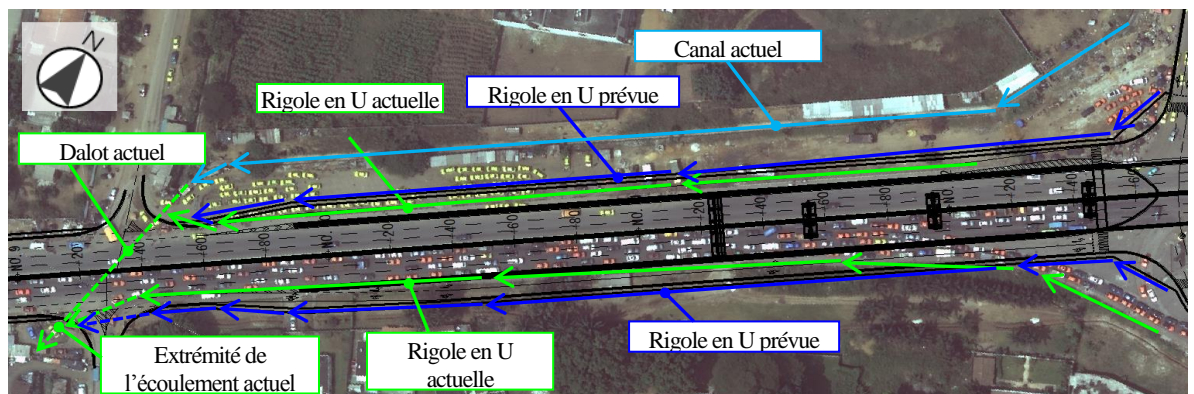 N
Canal actuel
Rigole en U actuelle
Rigole en U prévue
Dalot actuel
Extrémité de
l'écoulement actuel
Rigole en U
actuelle
Rigole en U prévue